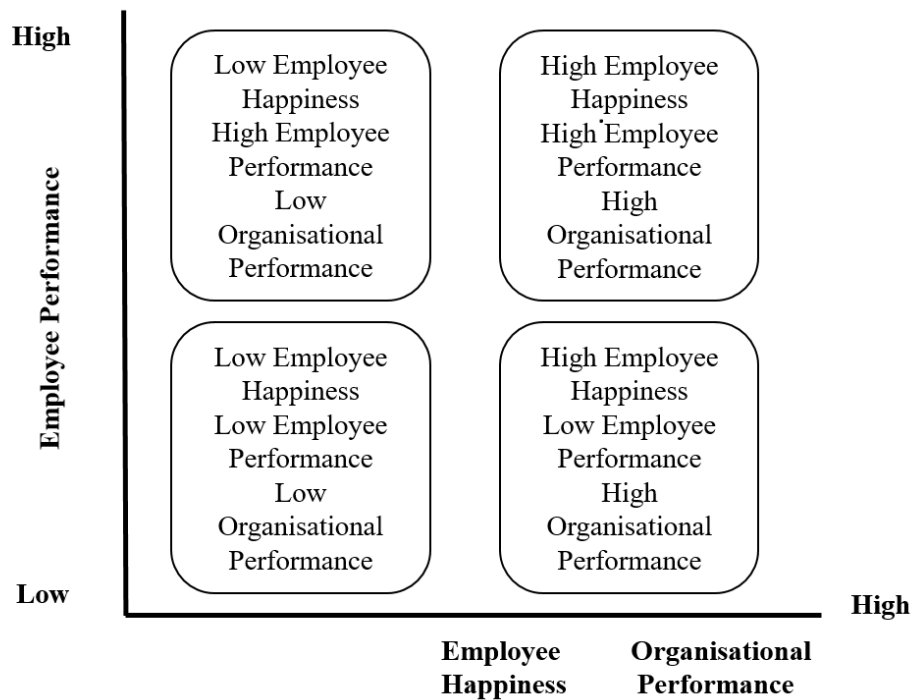 High
Low Employee
Happiness
High Employee
Performance
Low
Organisational
Performance
High Employee
Happiness
High Employee
Performance
High
Organisational
Performance
Employee Performance
Low Employee
Happiness
Low Employee
Performance
Low
Organisational
Performance
High Employee
Happiness
Low Employee
Performance
High
Organisational
Performance
Low
High
Employee
Happiness
Organisational
Performance